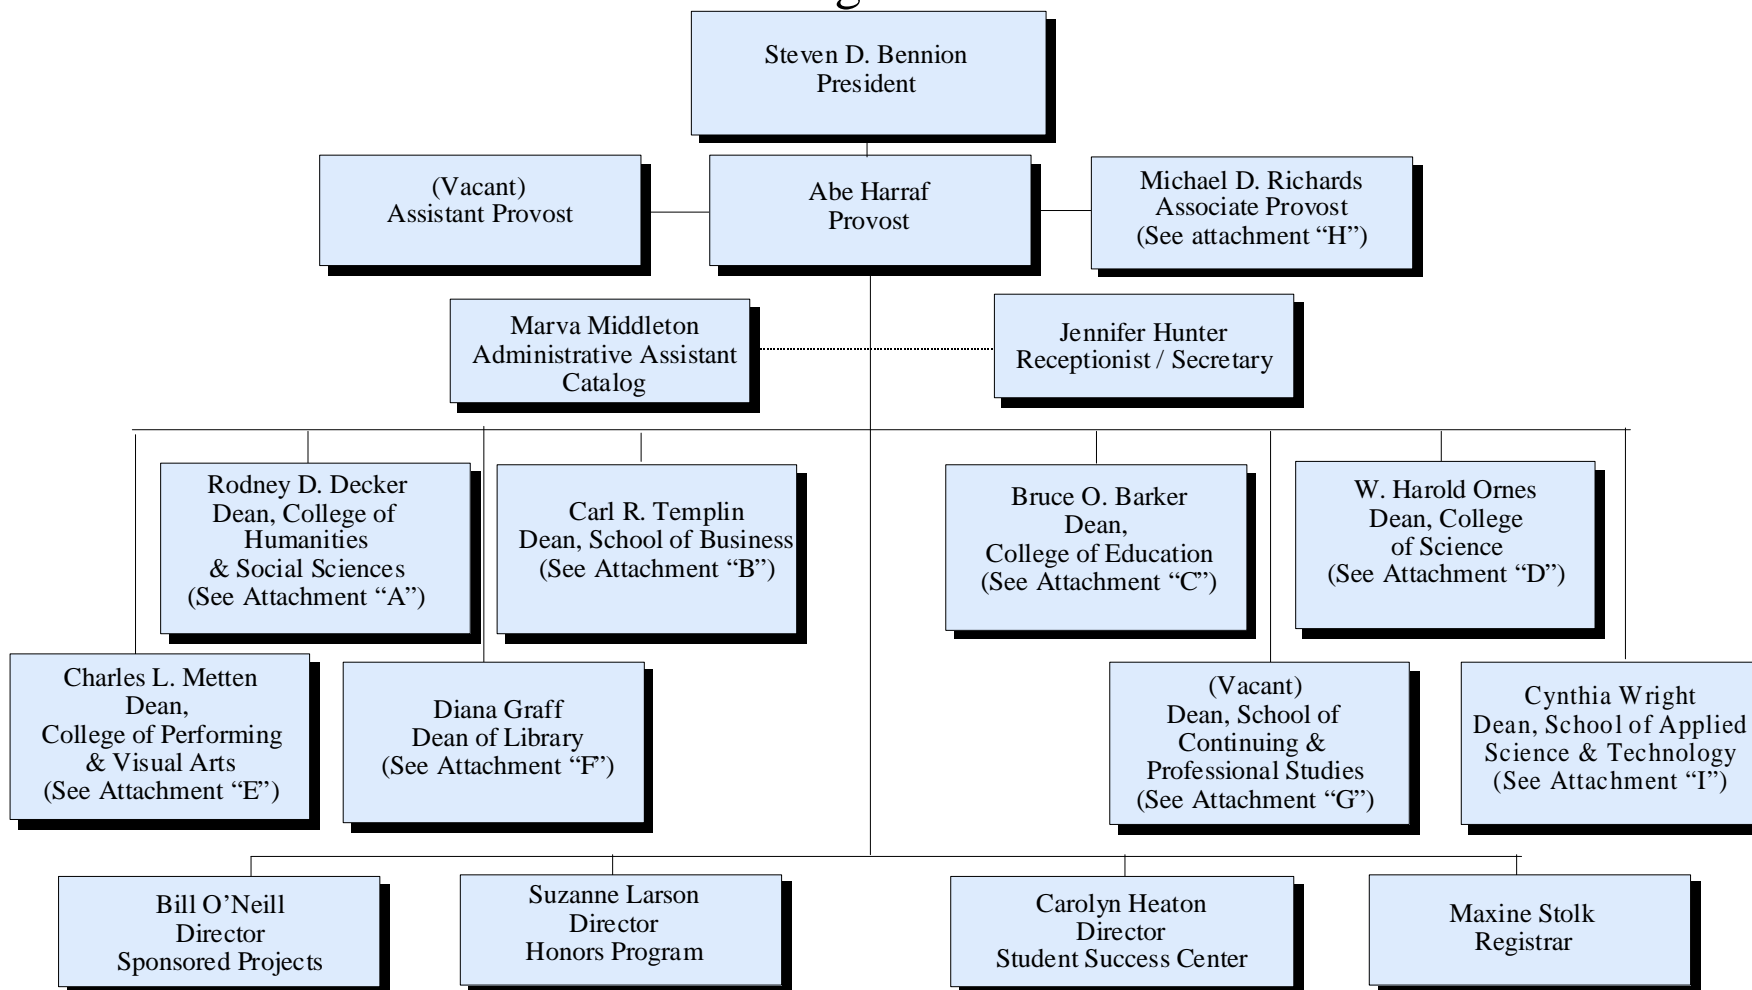 Steven D. Bennion
President
(Vacant)
Assistant Provost
Abe Harraf
Provost
Michael D. Richards
Associate Provost
(See attachment “H”)
Marva Middleton
Administrative Assistant
Catalog
Jennifer Hunter
Receptionist / Secretary
Rodney D. Decker
Dean, College of
Humanities
& Social Sciences
(See Attachment “A”)
Carl R. Templin
Dean, School of Business
(See Attachment “B”)
Bruce O. Barker
Dean,
College of Education
(See Attachment “C”)
W. Harold Ornes
Dean, College
of Science
(See Attachment “D”)
Charles L. Metten
Dean,
College of Performing
& Visual Arts
(See Attachment “E”)
Diana Graff
Dean of Library
(See Attachment “F”)
(Vacant)
Dean, School of
Continuing &
Professional Studies
(See Attachment “G”)
Cynthia Wright
Dean, School of Applied
Science & Technology
(See Attachment “I”)
Bill O’Neill
Director
Sponsored Projects
Suzanne Larson
Director
Honors Program
Carolyn Heaton
Director
Student Success Center
Maxine Stolk
Registrar